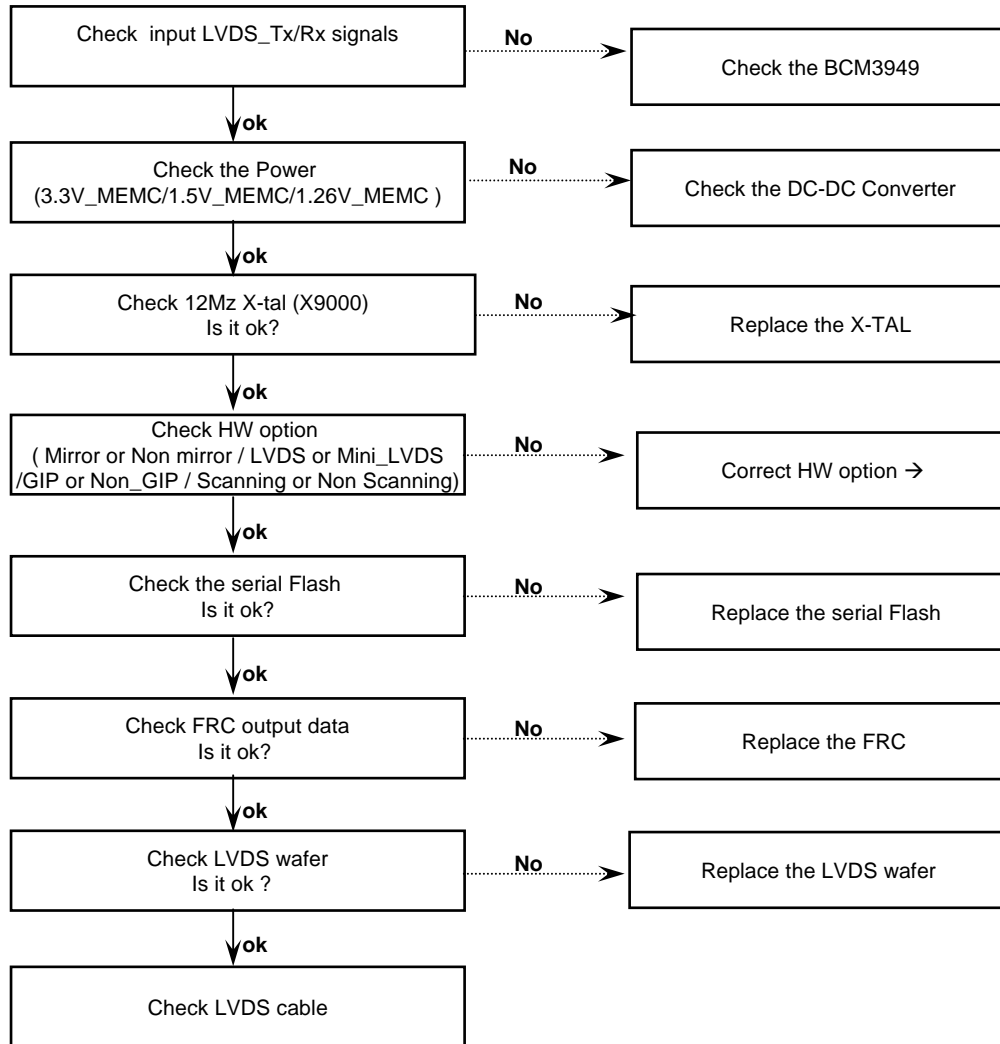 Check input LVDS_Tx/Rx signals
No
Check the BCM3949
ok
Check the Power
(3.3V_MEMC/1.5V_MEMC/1.26V_MEMC )
No
Check the DC-DC Converter
ok
Check 12Mz X-tal (X9000)
Is it ok?
No
Replace the X-TAL
ok
Check HW option
( Mirror or Non mirror / LVDS or Mini_LVDS
/GIP or Non_GIP / Scanning or Non Scanning)
No
Correct HW option →
ok
Check the serial Flash
Is it ok?
No
Replace the serial Flash
ok
Check FRC output data
Is it ok?
No
Replace the FRC
ok
Check LVDS wafer
Is it ok ?
No
Replace the LVDS wafer
ok
Check LVDS cable